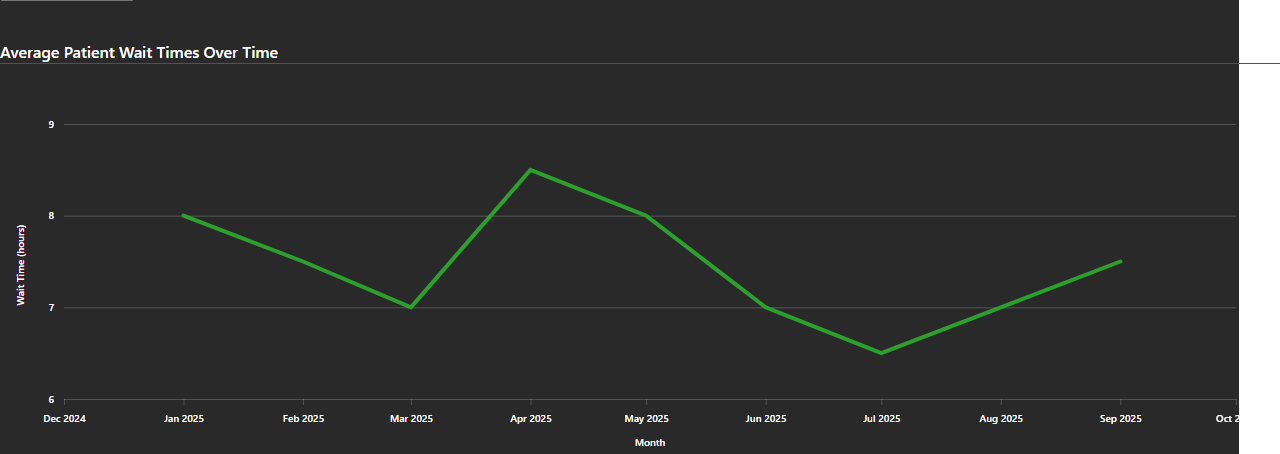 Average Patient Wait Times Over Time
9
8
7
6
Wait Time (hours)
Dec 2024 Jan 2025 Feb 2025 Mar 2025 Apr 2025 May 2025 Jun 2025 Jul 2025 Aug 2025 Sep 2025 Oct
Month